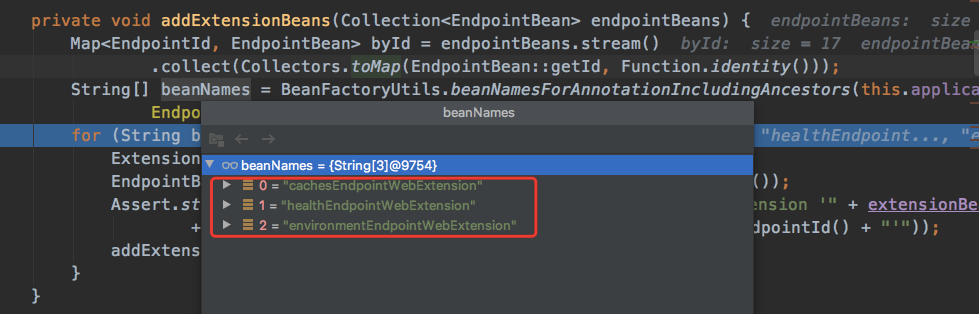 private void addExtensionBeans(Collection<EndpointBean> endpointBeans) { endpointBeans: size
Map<EndpointId, EndpointBean> byId = endpointBeans.stream() byId: size = 17 endpointBean
.collect(Collectors.toMap(EndpointBean::getId, Function.identity()));
String[] beanNames = BeanFactoryUtils.beanNamesForAnnotationIncludingAncestors(this.applica
Endpo
beanNames
for (String b "healthEndpoint..., "e
Extension beanNames = {String[3]@9754}
EndpointB 0 = "cachesEndpointWebExtension" ());
Assert.st 1 = "healthEndpointWebExtension" ension '" + extensionBe
+ 2 = "environmentEndpointWebExtension" dpointId() + "'"));
addExtens
}
}